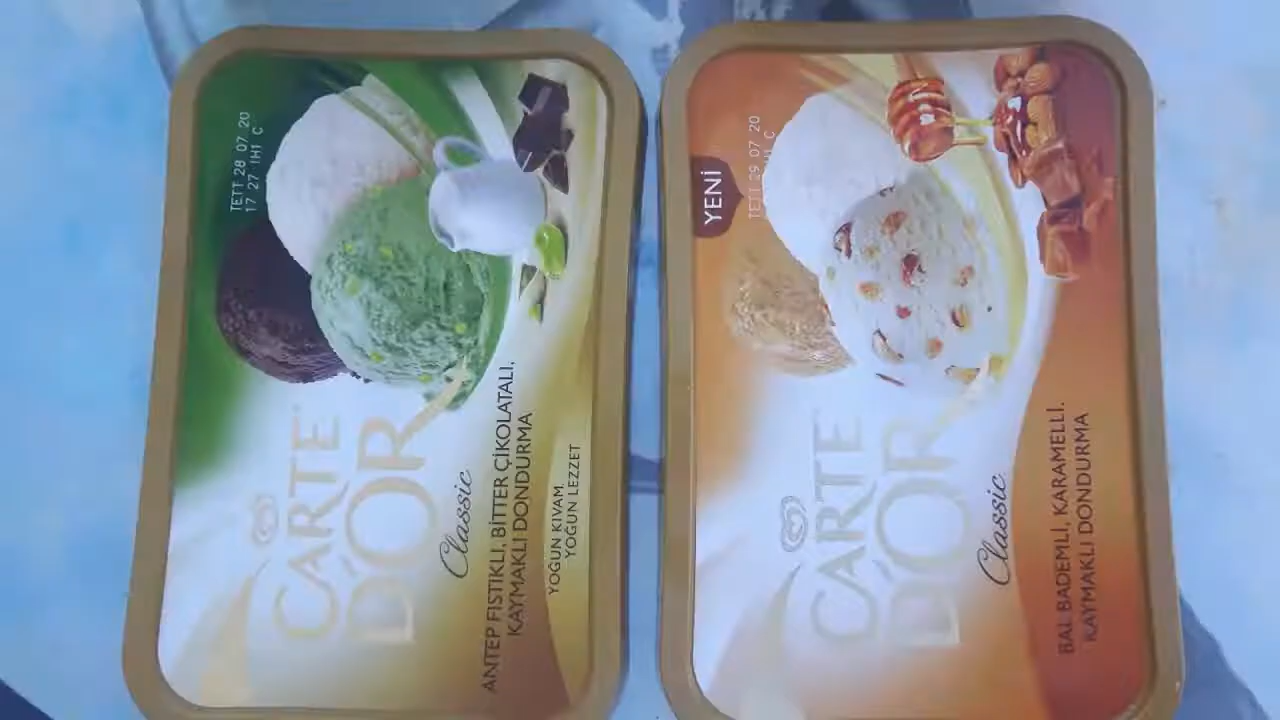 TETT 28 07 20
17 27 IH1 C
CARTE
D'OR
Classic
ANTEP FISTIKLI, BİTTER ÇİKOLATALI,
KAYMAKLI DONDURMA
YOĞUN KIVAM,
YOĞUN LEZZET
YENİ
TETT 29 07 20
CARTE
D'OR
Classic
BAL BADEMLİ, KARAMELLİ,
KAYMAKLI DONDURMA